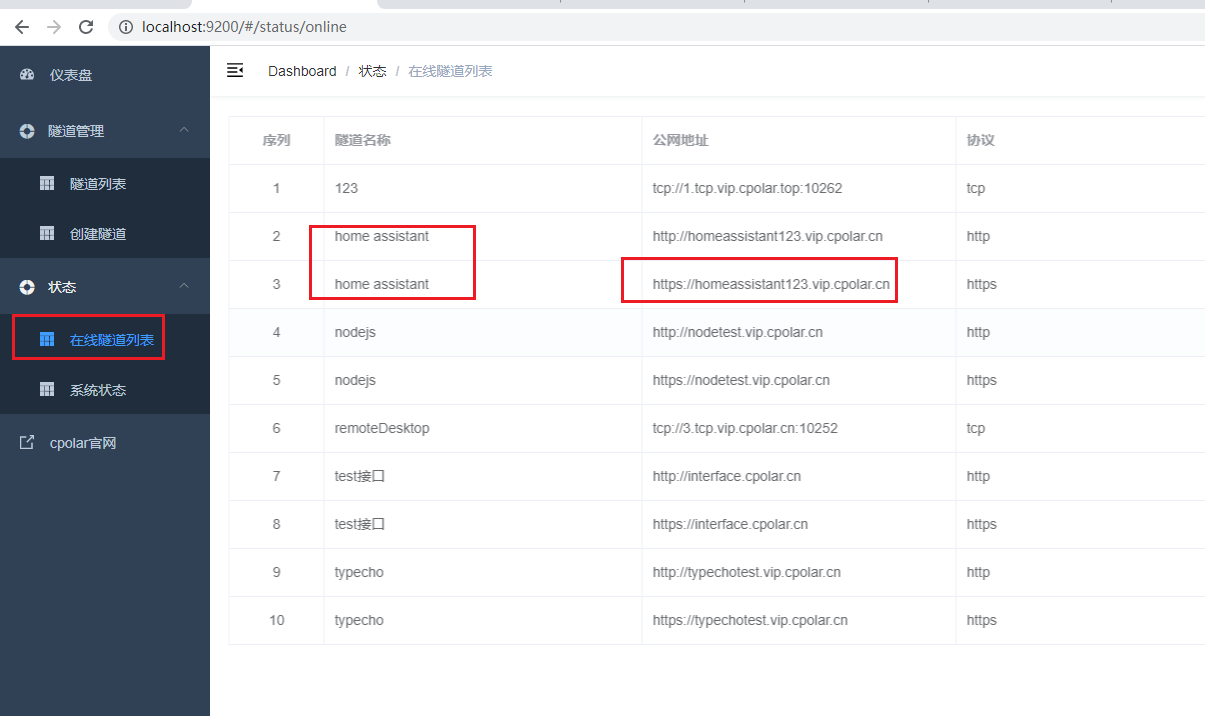 localhost:9200/#/status/online
仪表盘
隧道管理
隧道列表
创建隧道
状态
在线隧道列表
系统状态
cpolar官网
Dashboard / 状态 / 在线隧道列表
序列 隧道名称 公网地址 协议
1 123 tcp://1.tcp.vip.cpolar.top:10262 tcp
2 home assistant http://homeassistant123.vip.cpolar.cn http
3 home assistant https://homeassistant123.vip.cpolar.cn https
4 nodejs http://nodetest.vip.cpolar.cn http
5 nodejs https://nodetest.vip.cpolar.cn https
6 remoteDesktop tcp://3.tcp.vip.cpolar.cn:10252 tcp
7 test接口 http://interface.cpolar.cn http
8 test接口 https://interface.cpolar.cn https
9 typecho http://typechotest.vip.cpolar.cn http
10 typecho https://typechotest.vip.cpolar.cn https